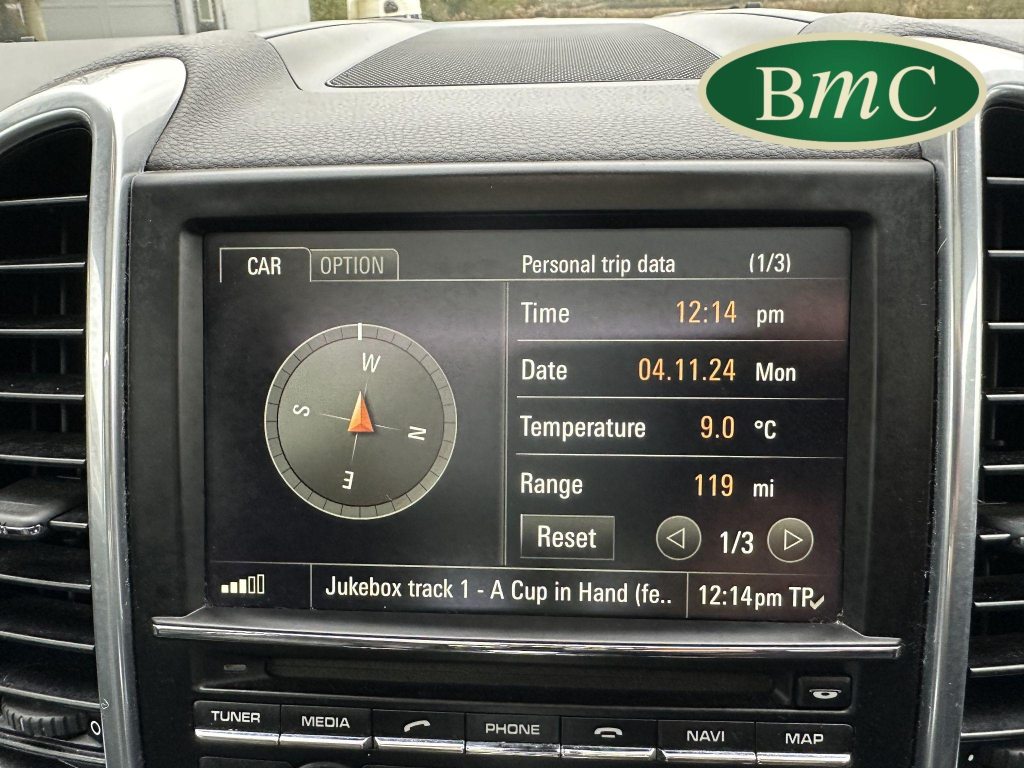 BmC
CAR OPTION Personal trip data (1/3)
Time 12:14 pm
Date 04.11.24 Mon
Temperature 9.0 °C
Range 119 mi
W
S
N
E
Reset 1/3
Jukebox track 1 - A Cup in Hand (fe.. 12:14pm TP
TUNER MEDIA PHONE NAVI MAP
0